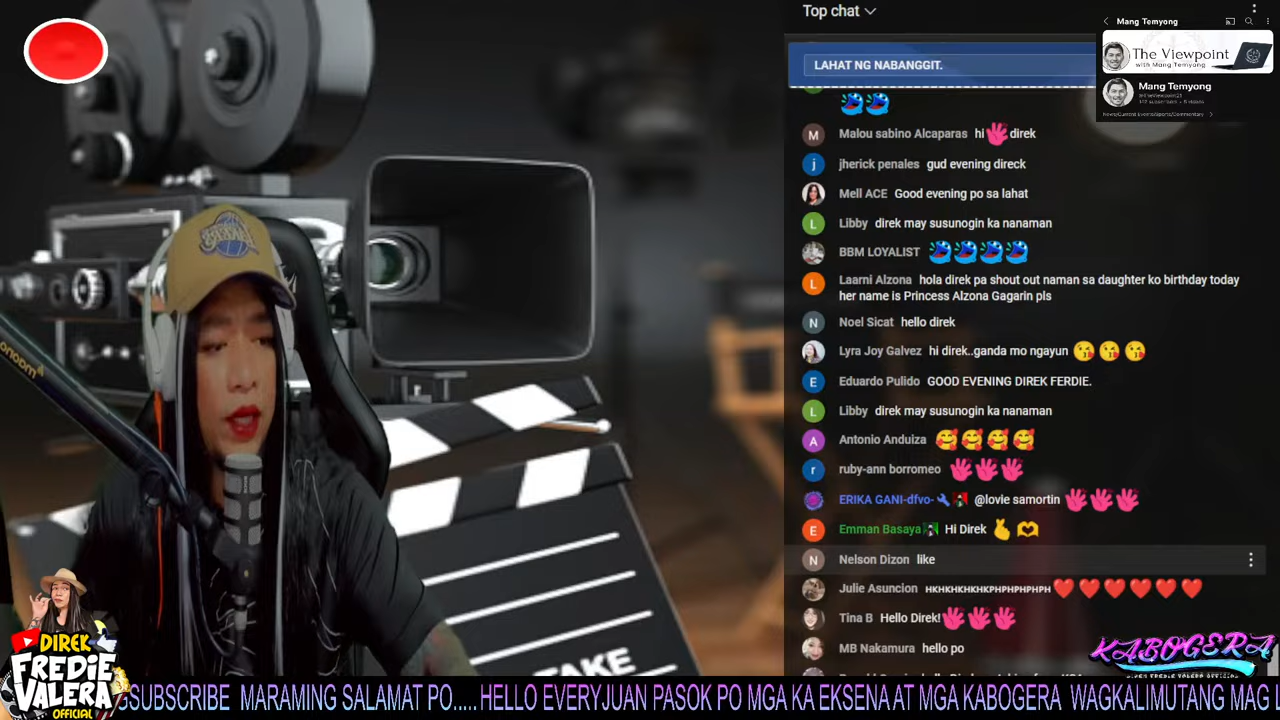 Top chat
Mang Temyong
The Viewpoint
with Mang Temyong
Mang Temyong
LAHAT NG NABANGGIT.
M Malou sabino Alcaparas hi direk
j jherick penales gud evening direck
Mell ACE Good evening po sa lahat
L Libby direk may susunogin ka nanaman
BBM LOYALIST
L Laarni Alzona hola direk pa shout out naman sa daughter ko birthday today
her name is Princess Alzona Gagarin pls
N Noel Sicat hello direk
Lyra Joy Galvez hi direk..ganda mo ngayun
E Eduardo Pulido GOOD EVENING DIREK FERDIE.
L Libby direk may susunogin ka nanaman
A Antonio Anduiza
r ruby-ann borromeo
ERIKA GANI-dfvo- @lovie samortin
E Emman Basaya Hi Direk
N Nelson Dizon like
Julie Asuncion ʜᴋʜᴋʜᴋʜᴋʜᴋᴘʜᴘʜᴘʜᴘʜᴘʜ
Tina B Hello Direk!
MB Nakamura hello po
maono
TAKE
DIREK
FREDIE
VALERA
OFFICIAL
KABOGERA
GSUBSCRIBE MARAMING SALAMAT PO.....HELLO EVERYJUAN PASOK PO MGA KA EKSENA AT MGA KABOGERA WAGKALIMUTANG MAG L